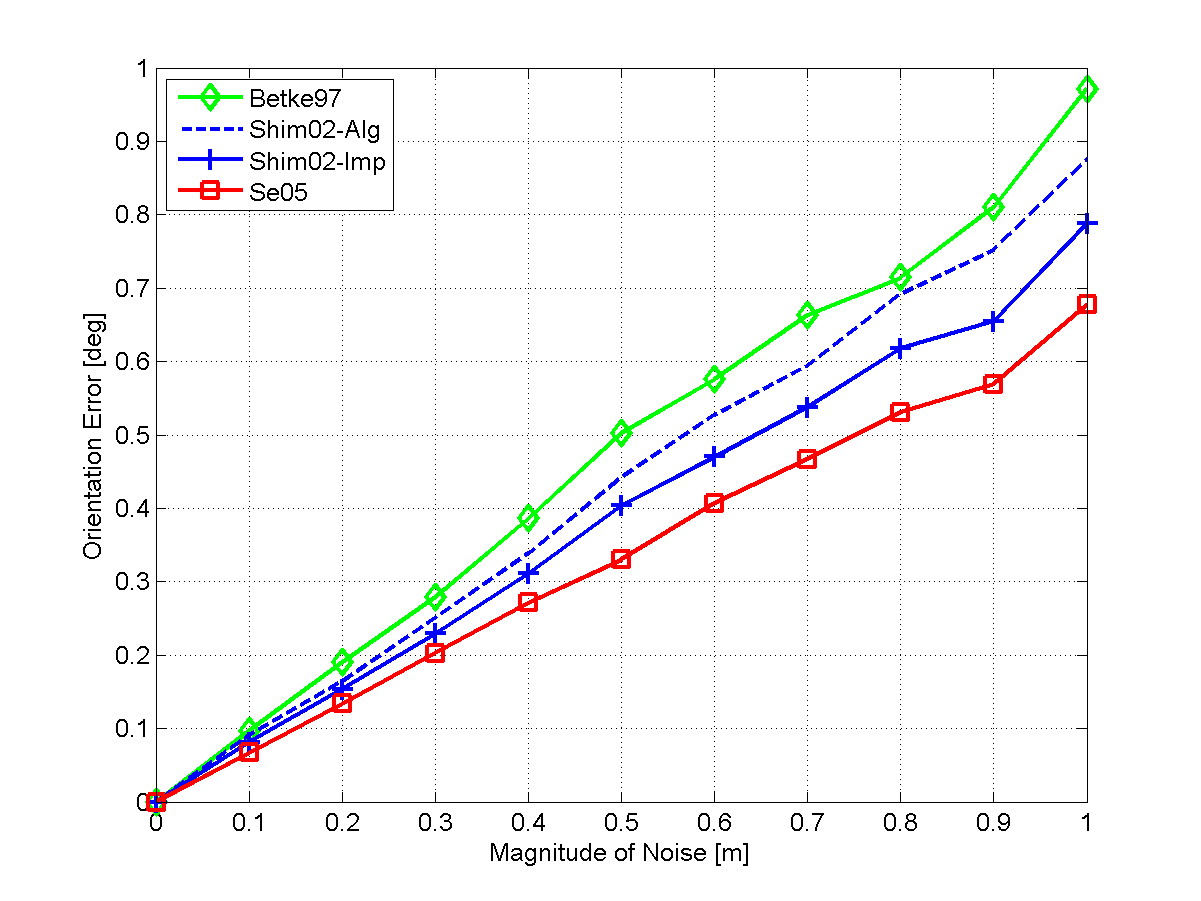 1
0.9
0.8
0.7
0.6
0.5
0.4
0.3
0.2
0.1
0
Orientation Error [deg]
Betke97
Shim02-Alg
Shim02-Imp
Se05
0 0.1 0.2 0.3 0.4 0.5 0.6 0.7 0.8 0.9 1
Magnitude of Noise [m]